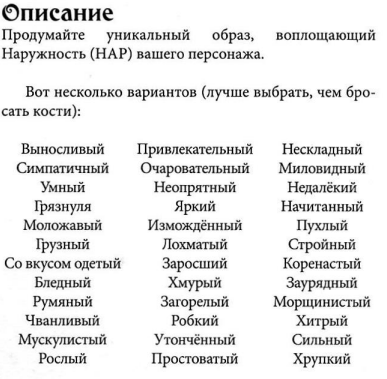 Описание
Продумайте уникальный образ, воплощающий
Наружность (НАР) вашего персонажа.
Вот несколько вариантов (лучше выбрать, чем бро-
сать кости):
Выносливый Привлекательный Нескладный
Симпатичный Очаровательный Миловидный
Умный Неопрятный Недалёкий
Грязнуля Яркий Начитанный
Моложавый Измождённый Пухлый
Грузный Лохматый Стройный
Со вкусом одетый Заросший Коренастый
Бледный Хмурый Заурядный
Румяный Загорелый Морщинистый
Чванливый Робкий Хитрый
Мускулистый Утончённый Сильный
Рослый Простоватый Хрупкий